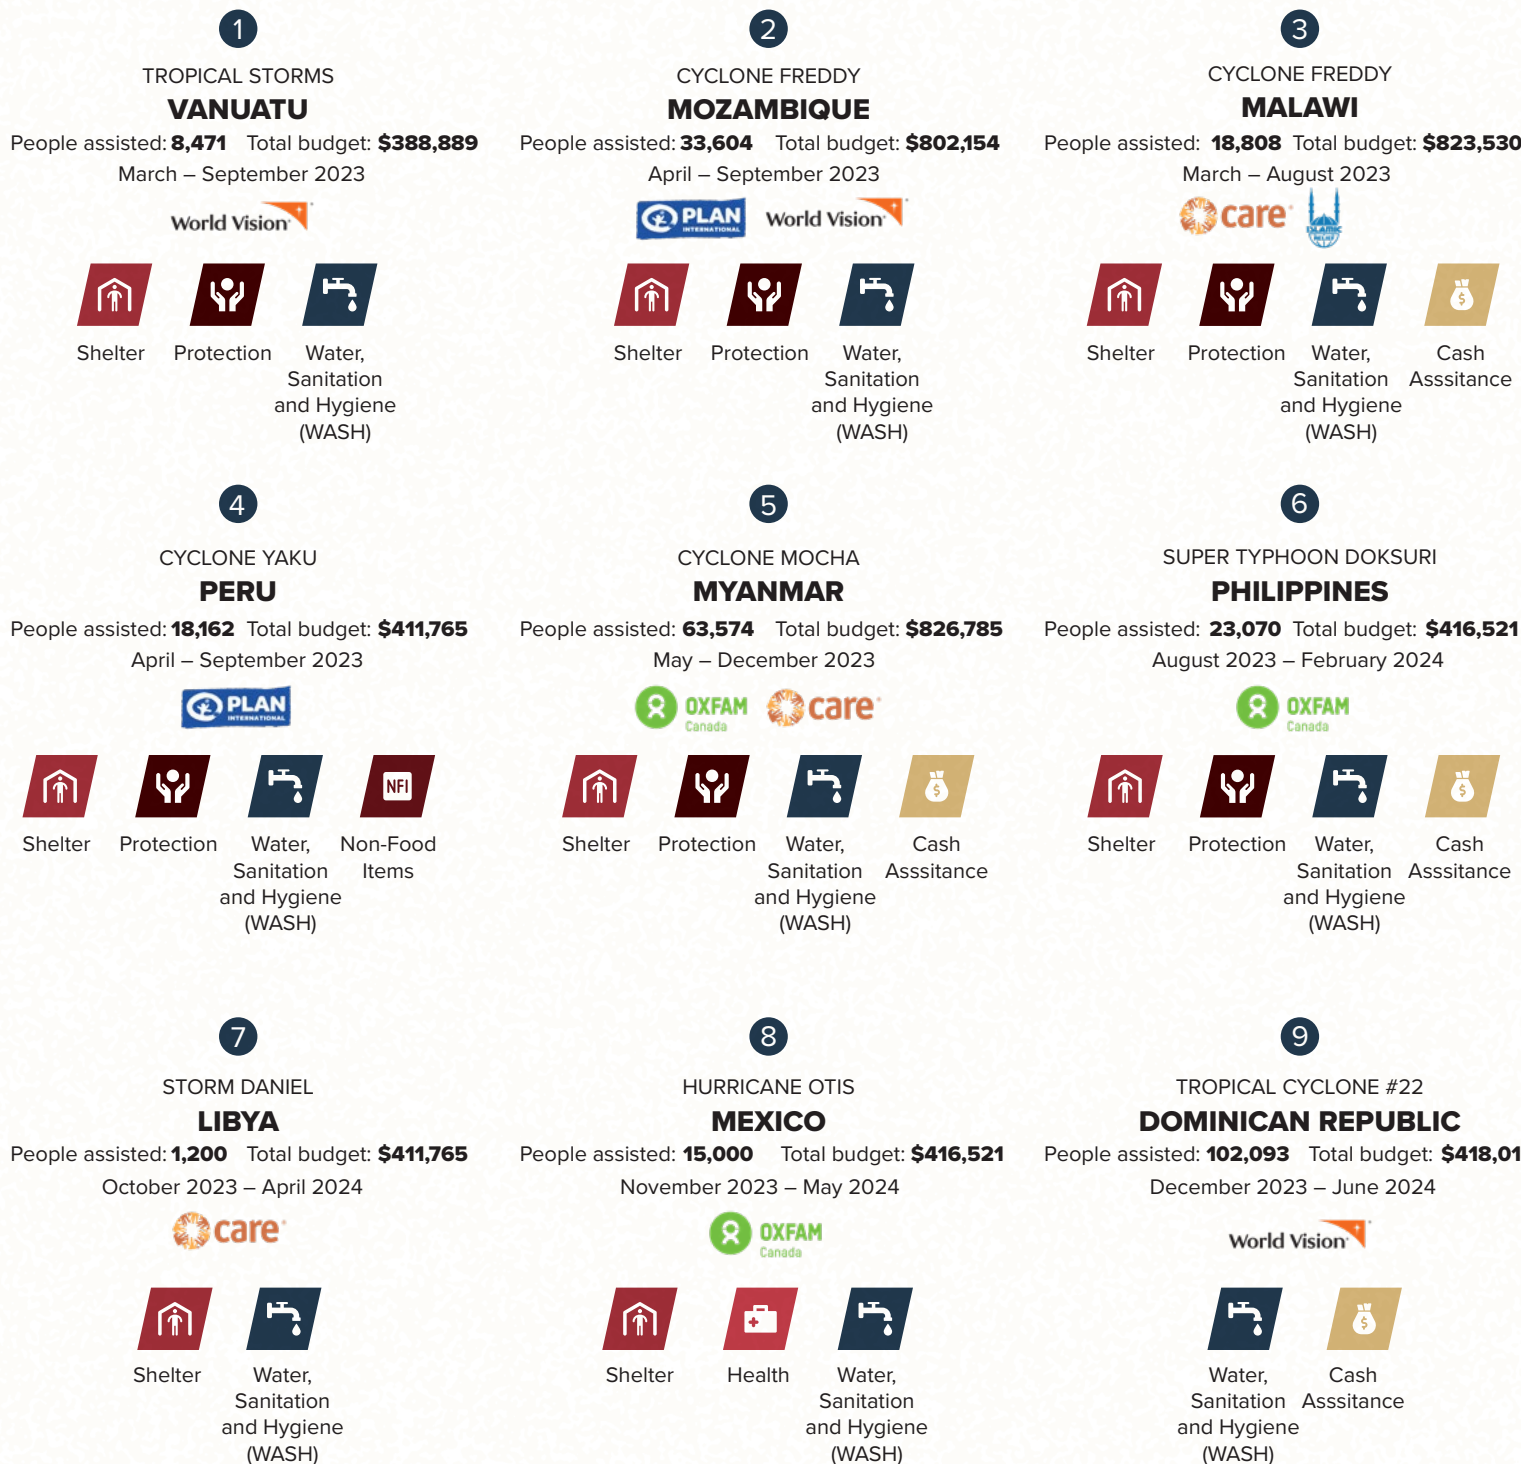 1
TROPICAL STORMS
VANUATU
People assisted: 8,471 Total budget: $388,889
March – September 2023
World Vision
Shelter
Protection
Water,
Sanitation
and Hygiene
(WASH)
2
CYCLONE FREDDY
MOZAMBIQUE
People assisted: 33,604 Total budget: $802,154
April – September 2023
PLAN
INTERNATIONAL
World Vision
Shelter
Protection
Water,
Sanitation
and Hygiene
(WASH)
3
CYCLONE FREDDY
MALAWI
People assisted: 18,808 Total budget: $823,530
March – August 2023
care
ISLAMIC
RELIEF
Shelter
Protection
Water,
Sanitation
and Hygiene
(WASH)
$
Cash
Asssitance
4
CYCLONE YAKU
PERU
People assisted: 18,162 Total budget: $411,765
April – September 2023
PLAN
INTERNATIONAL
Shelter
Protection
Water,
Sanitation
and Hygiene
(WASH)
NFI
Non-Food
Items
5
CYCLONE MOCHA
MYANMAR
People assisted: 63,574 Total budget: $826,785
May – December 2023
OXFAM
Canada
care
Shelter
Protection
Water,
Sanitation
and Hygiene
(WASH)
$
Cash
Asssitance
6
SUPER TYPHOON DOKSURI
PHILIPPINES
People assisted: 23,070 Total budget: $416,521
August 2023 – February 2024
OXFAM
Canada
Shelter
Protection
Water,
Sanitation
and Hygiene
(WASH)
$
Cash
Asssitance
7
STORM DANIEL
LIBYA
People assisted: 1,200 Total budget: $411,765
October 2023 – April 2024
care
Shelter
Water,
Sanitation
and Hygiene
(WASH)
8
HURRICANE OTIS
MEXICO
People assisted: 15,000 Total budget: $416,521
November 2023 – May 2024
OXFAM
Canada
Shelter
Health
Water,
Sanitation
and Hygiene
(WASH)
9
TROPICAL CYCLONE #22
DOMINICAN REPUBLIC
People assisted: 102,093 Total budget: $418,01
December 2023 – June 2024
World Vision
Water,
Sanitation
and Hygiene
(WASH)
$
Cash
Asssitance